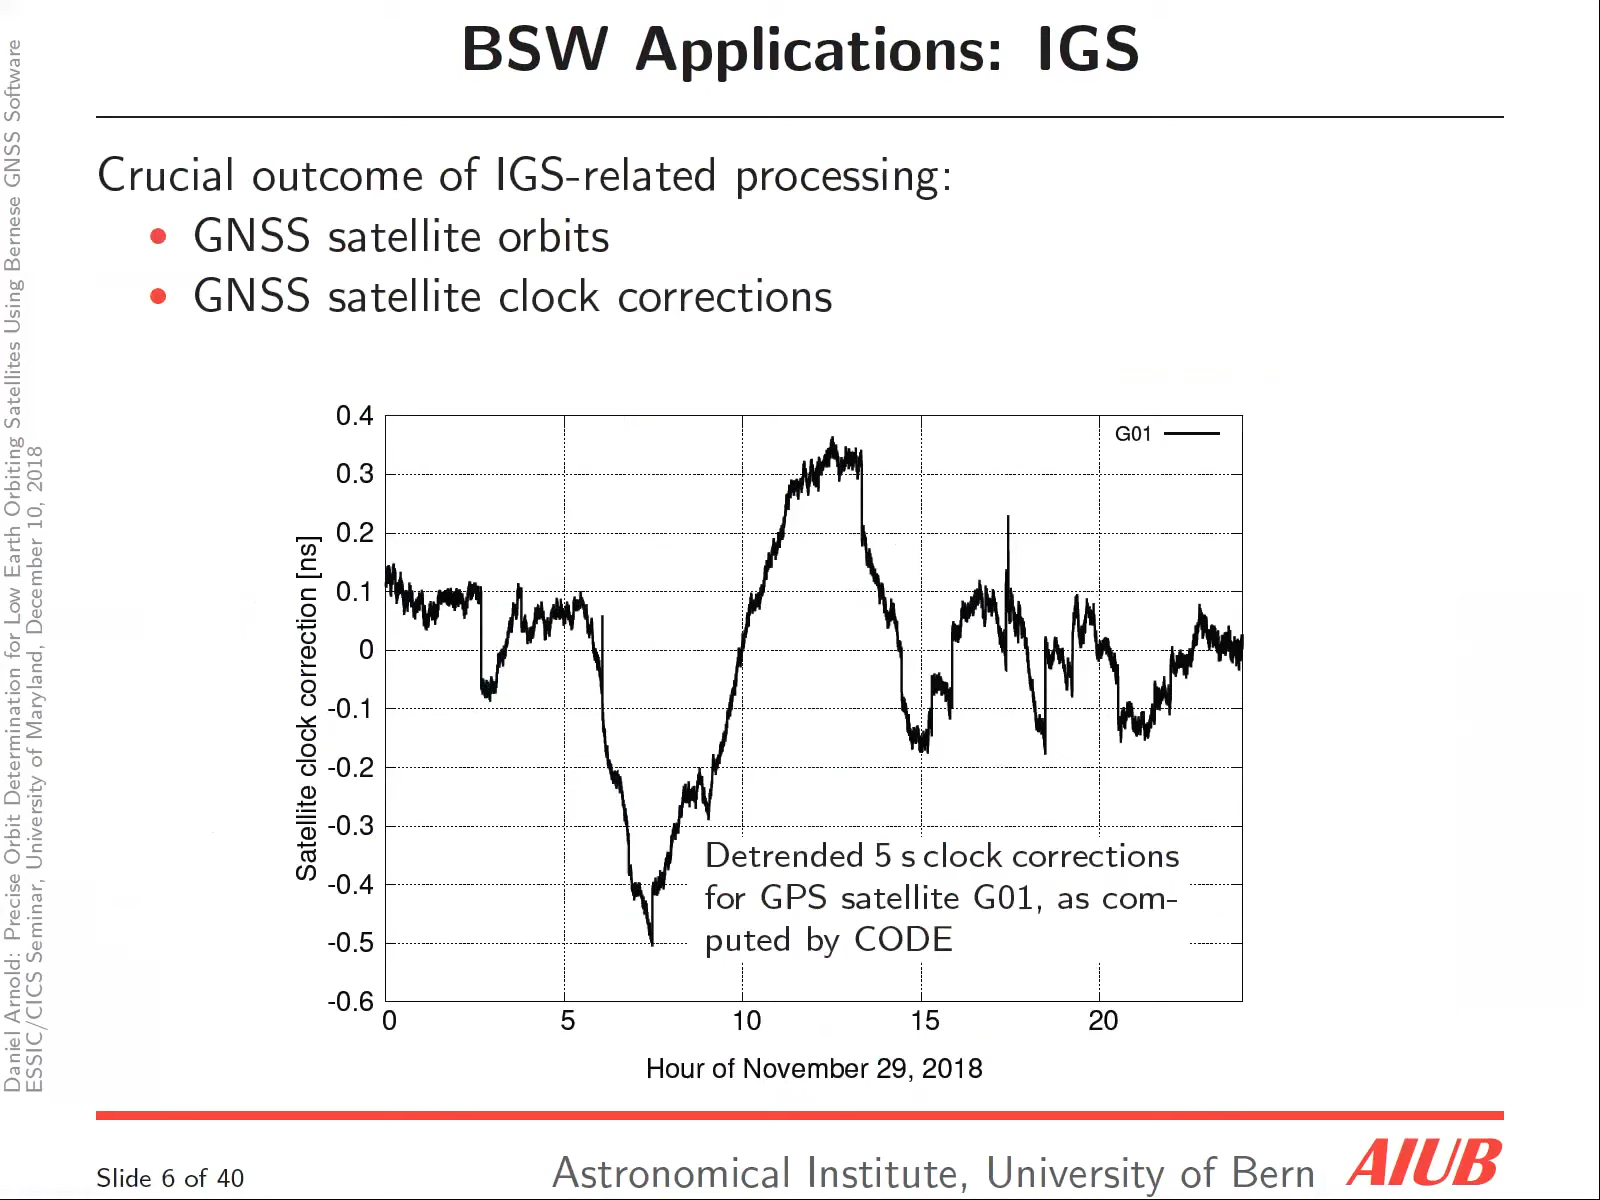 BSW Applications: IGS
Daniel Arnold: Precise Orbit Determination for Low Earth Orbiting Satellites Using Bernese GNSS Software
ESSIC/CICS Seminar, University of Maryland, December 10, 2018
Crucial outcome of IGS-related processing:
• GNSS satellite orbits
• GNSS satellite clock corrections
Satellite clock correction [ns]
0.4
0.3
0.2
0.1
0
-0.1
-0.2
-0.3
-0.4
-0.5
-0.6
G01
Detrended 5 s clock corrections
for GPS satellite G01, as com-
puted by CODE
0 5 10 15 20
Hour of November 29, 2018
Slide 6 of 40
Astronomical Institute, University of Bern
AIUB